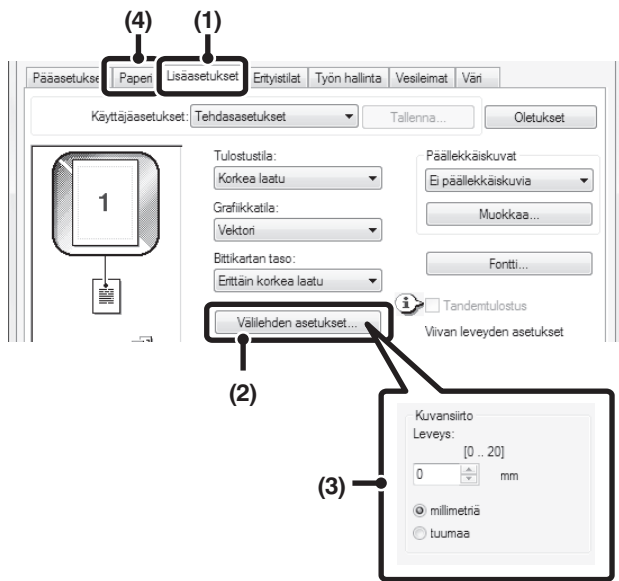 (4) (1)
Pääasetukset Paperi Lisäasetukset Erityistilat Työn hallinta Vesileimat Väri
Käyttäjäasetukset: Tehdasasetukset Tallenna... Oletukset
Tulostustila:
Korkea laatu
Päällekkäiskuvat
Ei päällekkäiskuvia
Muokkaa...
1
Grafiikkatila:
Vektori
Bittikartan taso:
Erittäin korkea laatu
Fontti...
Tandemtulostus
Välilehden asetukset...
Viivan leveyden asetukset
(2)
(3)
Kuvansiirto
Leveys:
[0 .. 20]
0 mm
millimetriä
tuumaa